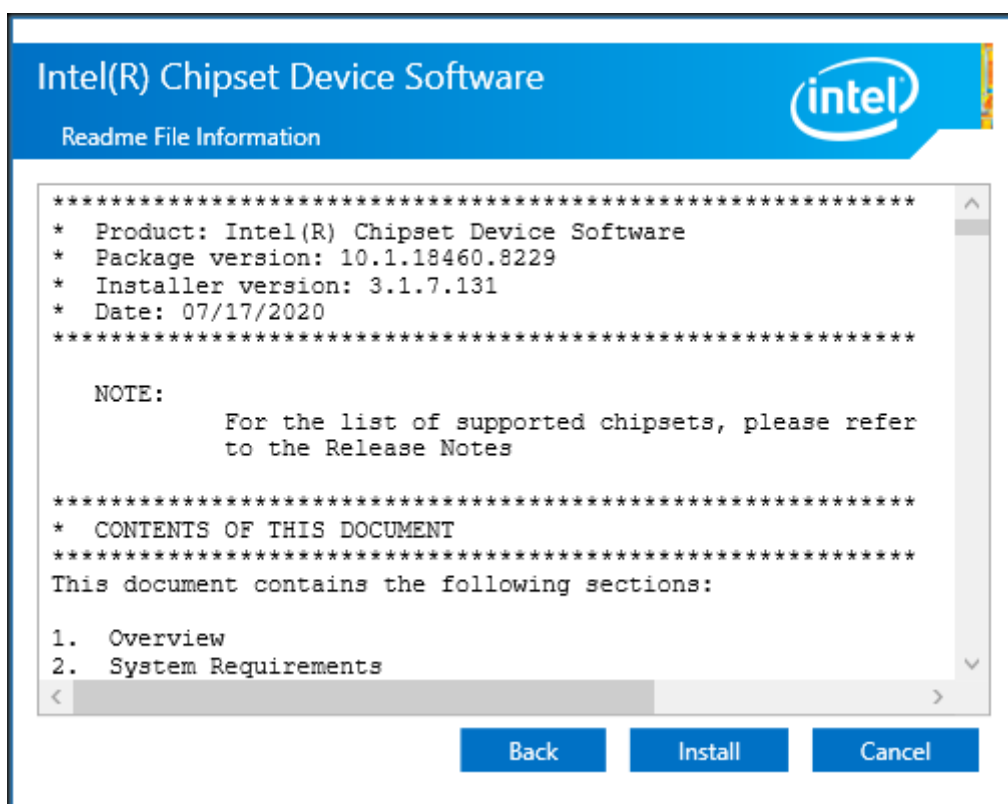 Intel(R) Chipset Device Software
intel
Readme File Information
***************************************************************
*  Product: Intel(R) Chipset Device Software
*  Package version: 10.1.18460.8229
*  Installer version: 3.1.7.131
*  Date: 07/17/2020
***************************************************************
NOTE:
For the list of supported chipsets, please refer
to the Release Notes
***************************************************************
*  CONTENTS OF THIS DOCUMENT
***************************************************************
This document contains the following sections:
1.  Overview
2.  System Requirements
Back
Install
Cancel